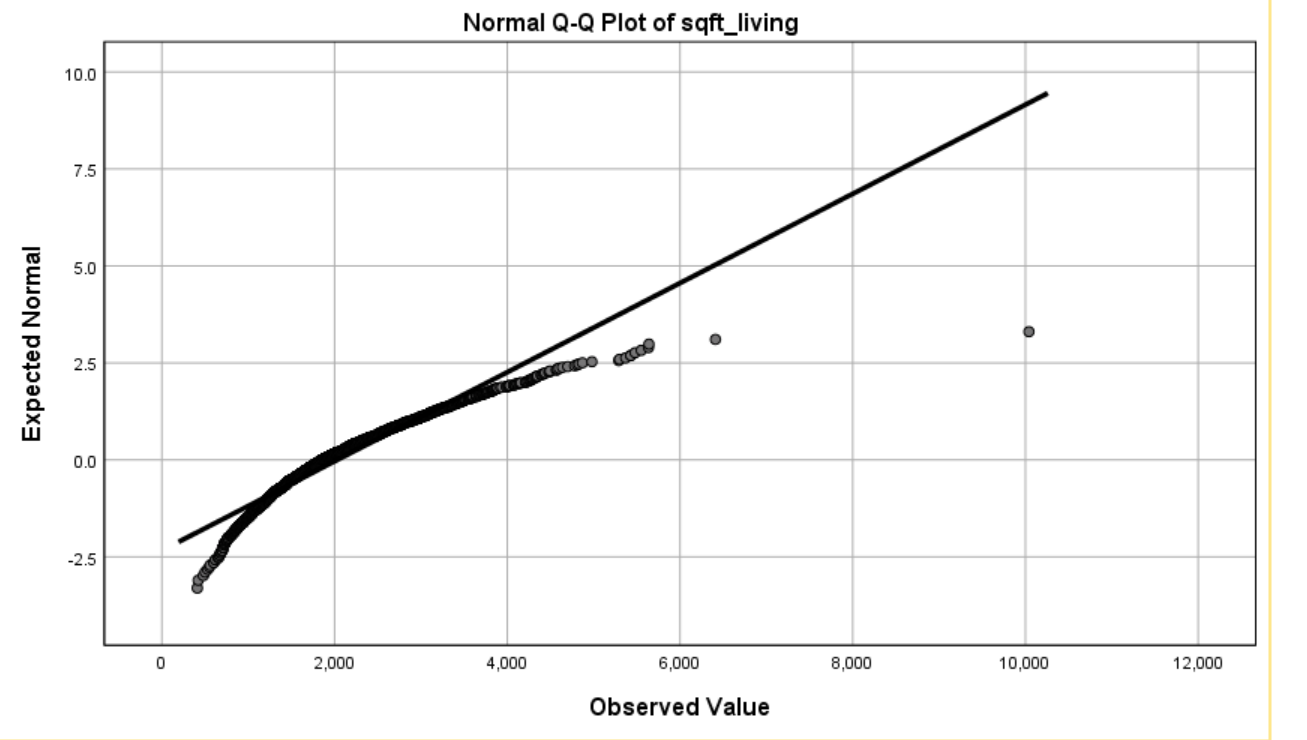 Normal Q-Q Plot of sqft_living
10.0
7.5
5.0
2.5
0.0
-2.5
Expected Normal
0 2,000 4,000 6,000 8,000 10,000 12,000
Observed Value